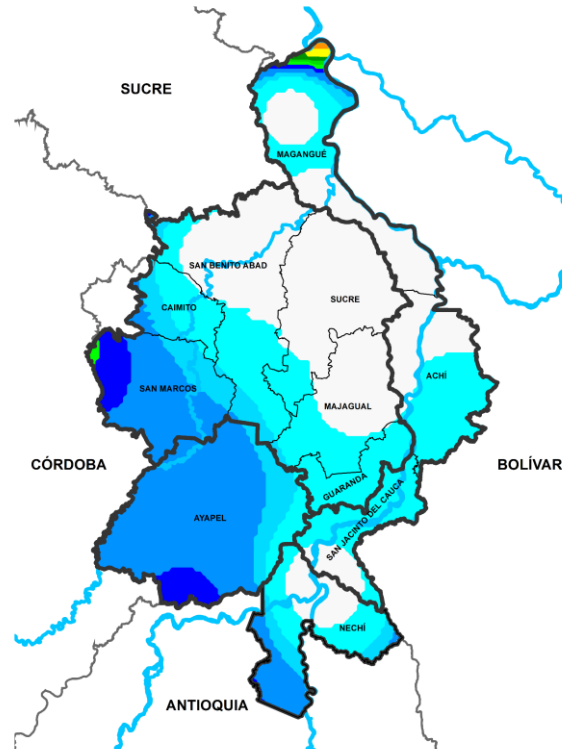 SUCRE
MAGANGUÉ
SAN BENITO ABAD
SUCRE
CAIMITO
ACHÍ
SAN MARCOS
MAJAGUAL
CÓRDOBA
BOLÍVAR
GUARANDA
AYAPEL
SAN JACINTO DEL CAUCA
NECHÍ
ANTIOQUIA